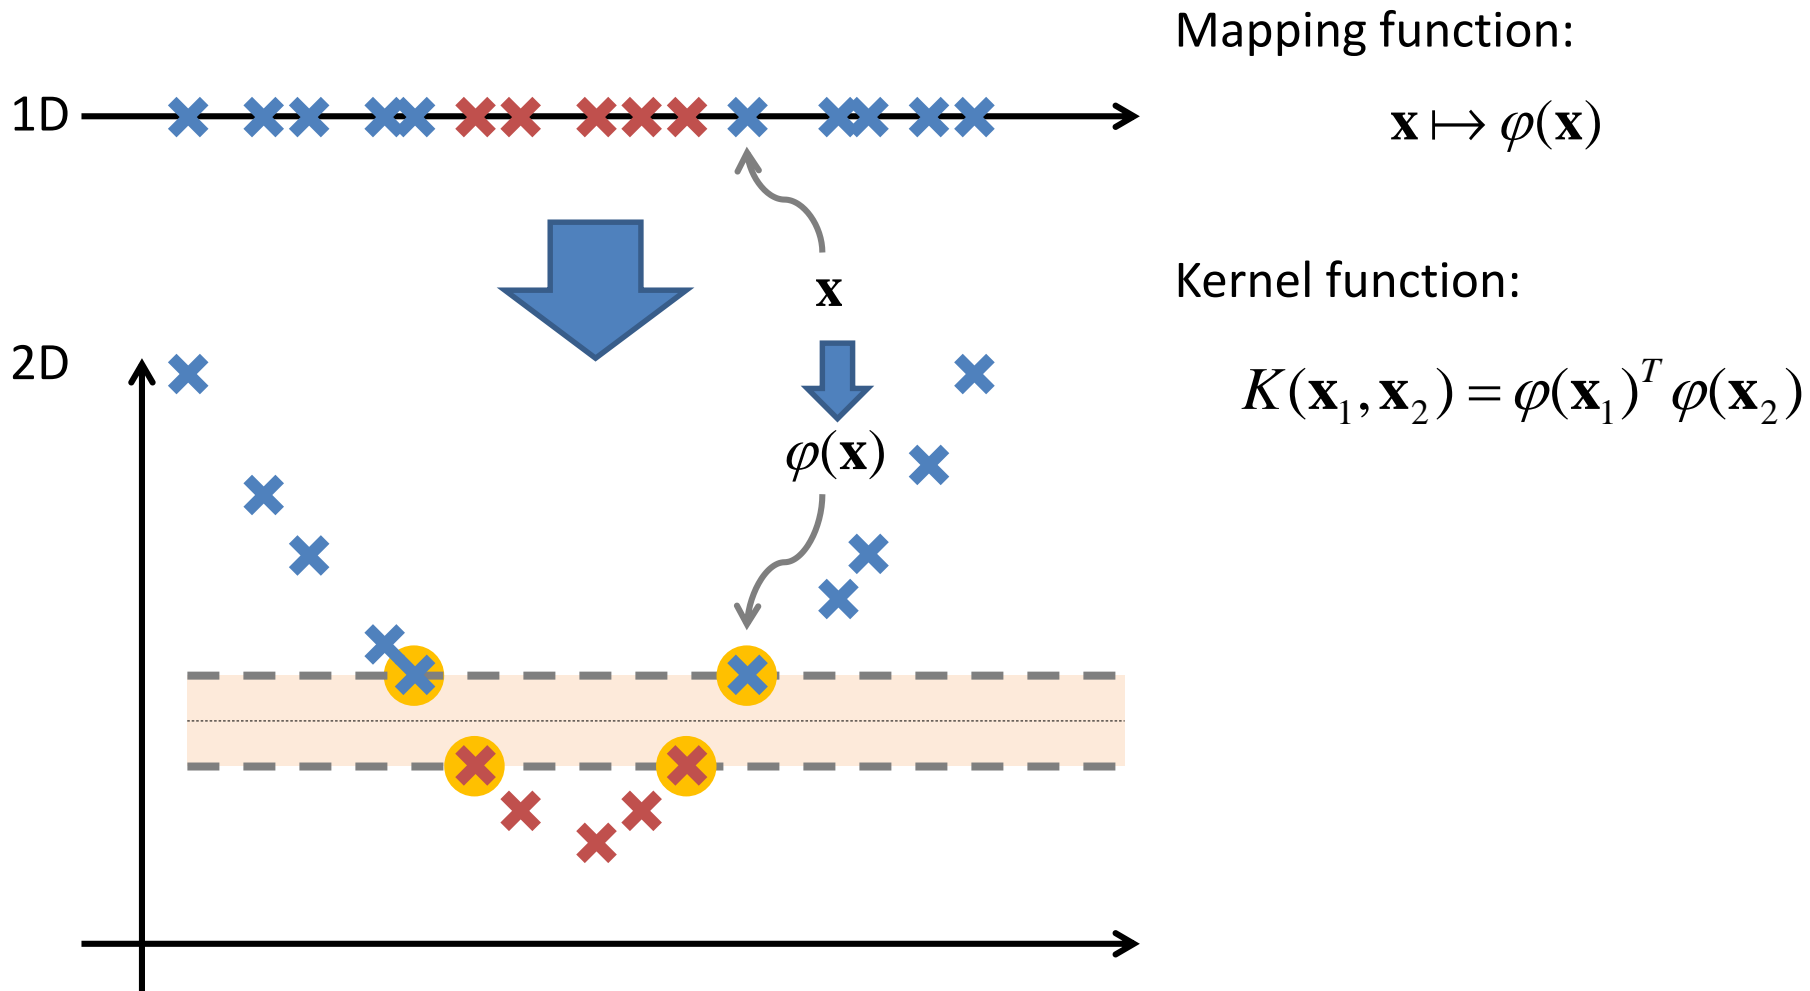 Mapping function:
1D
x ↦ φ(x)
x
Kernel function:
2D
K(x₁, x₂) = φ(x₁)ᵀ φ(x₂)
φ(x)